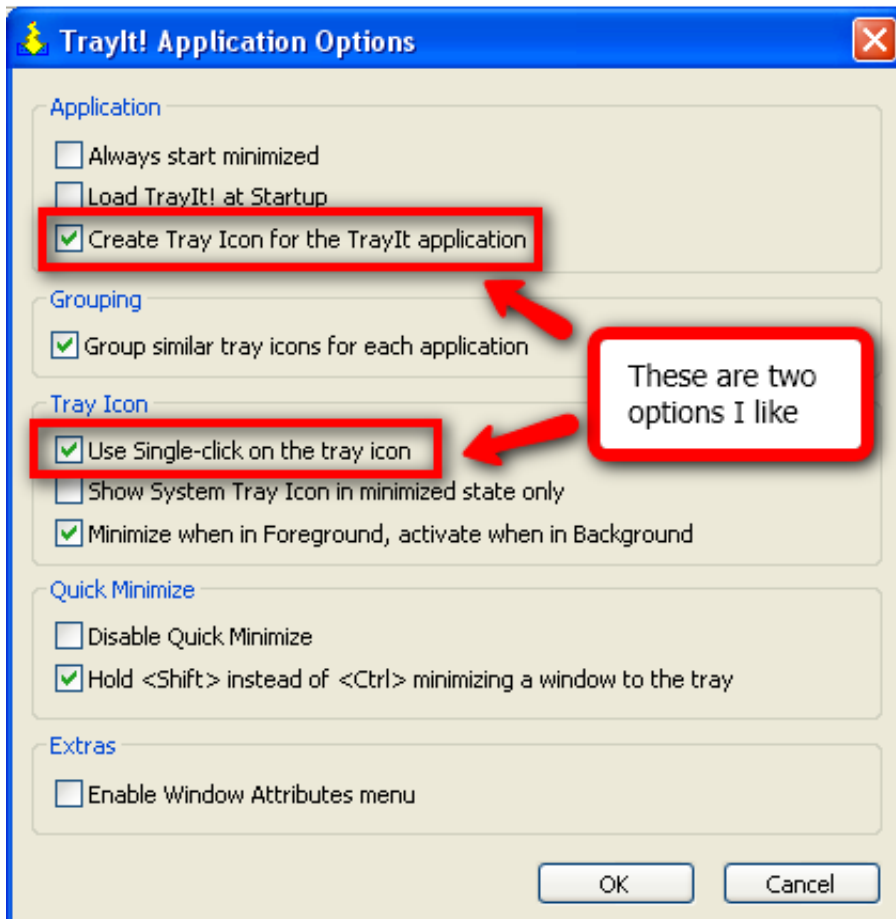 TrayIt! Application Options
Application
Always start minimized
Load TrayIt! at Startup
Create Tray Icon for the TrayIt application
Grouping
Group similar tray icons for each application
These are two
options I like
Tray Icon
Use Single-click on the tray icon
Show System Tray Icon in minimized state only
Minimize when in Foreground, activate when in Background
Quick Minimize
Disable Quick Minimize
Hold <Shift> instead of <Ctrl> minimizing a window to the tray
Extras
Enable Window Attributes menu
OK Cancel